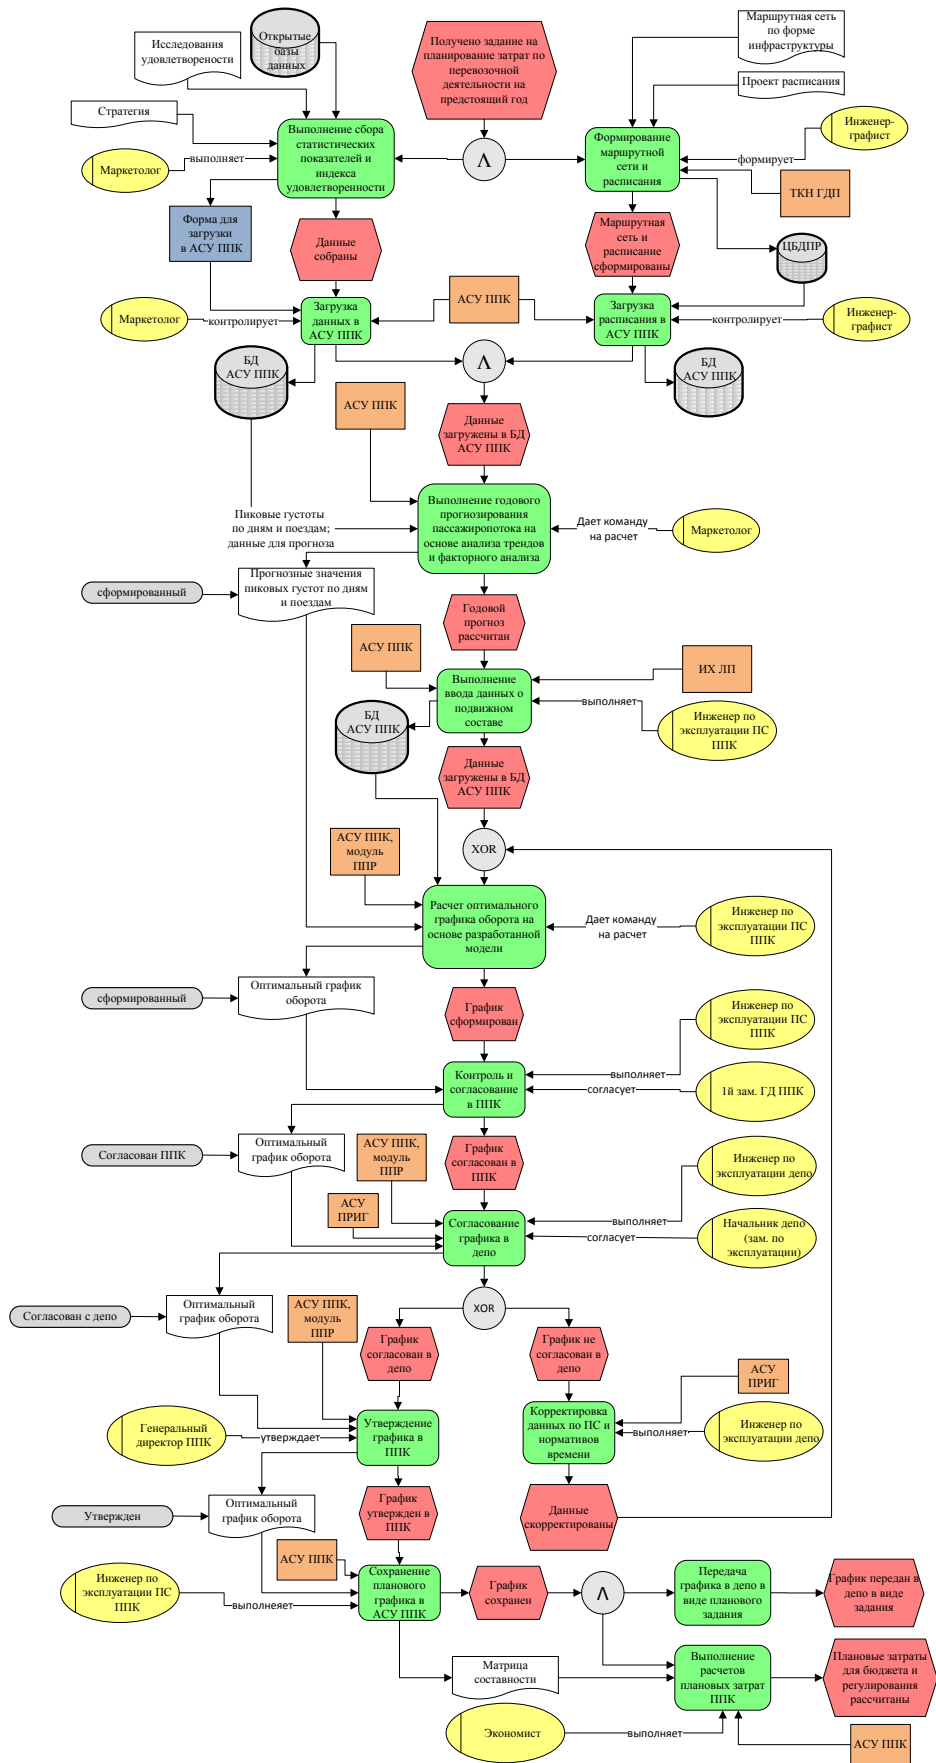 Исследования
удовлетворености
Открытые
базы
данных
Получено задание на
планирование затрат по
перевозочной
деятельности на
предстоящий год
Маршрутная сеть
по форме
инфраструктуры
Проект расписания
Стратегия
Маркетолог
выполняет
Выполнение сбора
статистических
показателей и
индекса
удовлетворенности
Λ
Формирование
маршрутной
сети и
расписания
формирует
Инженер-
графист
ТКН ГДП
Форма для
загрузки
в АСУ ППК
Данные
собраны
Маршрутная
сеть и
расписание
сформированы
ЦБДПР
Маркетолог
контролирует
Загрузка
данных в
АСУ ППК
АСУ ППК
Загрузка
расписания в
АСУ ППК
контролирует
Инженер-
графист
БД
АСУ ППК
Λ
БД
АСУ ППК
АСУ ППК
Данные
загружены в БД
АСУ ППК
Пиковые густоты
по дням и поездам;
данные для прогноза
Выполнение годового
прогнозирования
пассажиропотока на
основе анализа трендов
и факторного анализа
Дает команду
на расчет
Маркетолог
сформированный
Прогнозные значения
пиковых густот по дням
и поездам
Годовой
прогноз
рассчитан
АСУ ППК
Выполнение
ввода данных о
подвижном
составе
ИХ ЛП
выполняет
Инженер по
эксплуатации ПС
ППК
БД
АСУ ППК
Данные
загружены в БД
АСУ ППК
XOR
АСУ ППК,
модуль
ППР
Расчет оптимального
графика оборота на
основе разработанной
модели
Дает команду
на расчет
Инженер по
эксплуатации ПС
ППК
сформированный
Оптимальный график
оборота
График
сформирован
Инженер по
эксплуатации ПС
ППК
Контроль и
согласование
в ППК
выполняет
согласует
1й зам. ГД ППК
Согласован ППК
Оптимальный
график оборота
АСУ ППК,
модуль
ППР
График
согласован в
ППК
Инженер по
эксплуатации депо
АСУ
ПРИГ
Согласование
графика в
депо
выполняет
согласует
Начальник депо
(зам. по
эксплуатации)
Согласован с депо
Оптимальный
график оборота
АСУ ППК,
модуль
ППР
XOR
График
согласован в
депо
График не
согласован в
депо
АСУ
ПРИГ
Генеральный
директор ППК
утверждает
Утверждение
графика в
ППК
Корректировка
данных по ПС и
нормативов
времени
выполняет
Инженер по
эксплуатации депо
Утвержден
Оптимальный
график оборота
График
утвержден в
ППК
Данные
скорректированы
АСУ ППК
Инженер по
эксплуатации ПС
ППК
выполнеяет
Сохранение
планового
графика в
АСУ ППК
График
сохранен
Λ
Передача
графика в депо в
виде планового
задания
График передан в
депо в виде
задания
Матрица
составности
Выполнение
расчетов
плановых затрат
ППК
Плановые затраты
для бюджета и
регулирования
рассчитаны
Экономист
выполняет
АСУ ППК